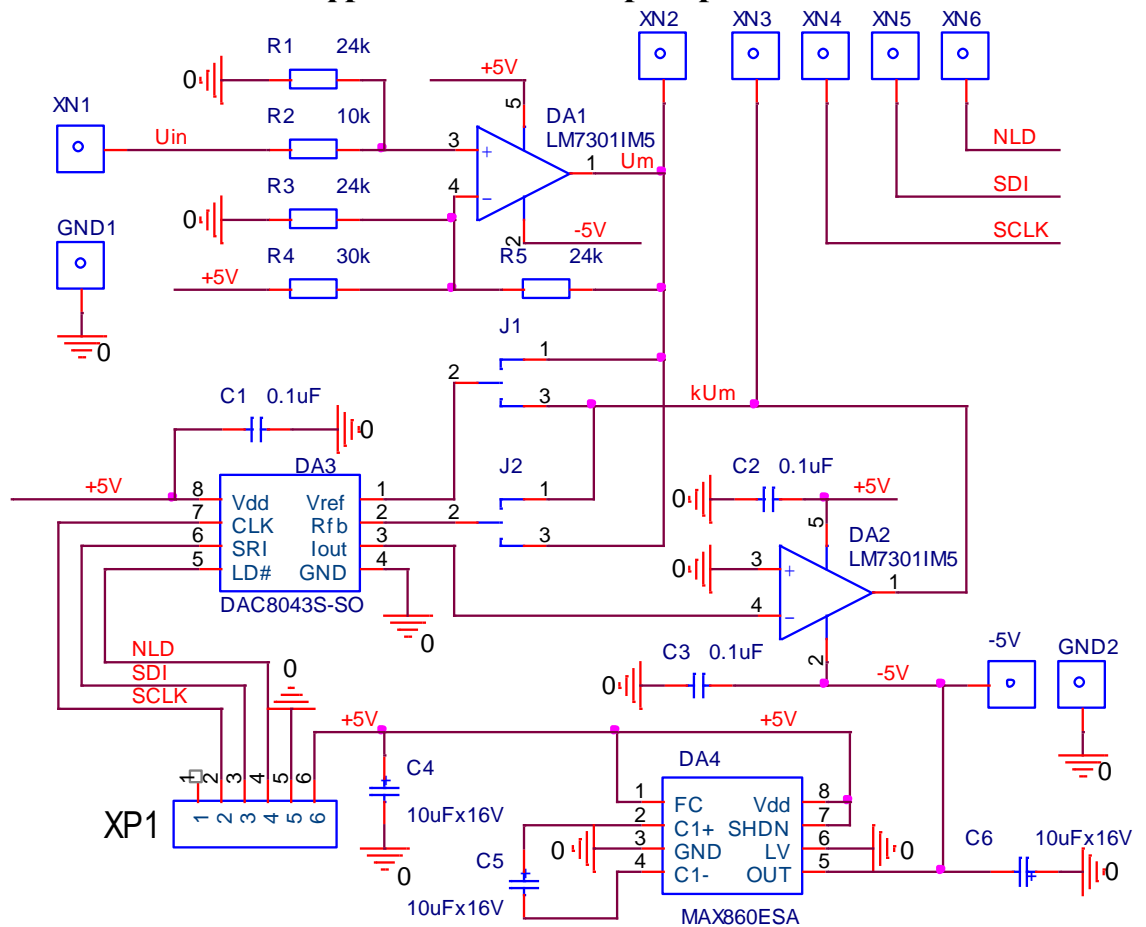 XN2 XN3 XN4 XN5 XN6
R1 24k
0
+5V
5
XN1
R2 10k
DA1
LM7301IM5
Uin
3
+
1
Um
NLD
R3 24k
4
−
SDI
0
GND1
2
-5V
SCLK
R4 30k
R5 24k
+5V
0
J1
1
2
3
kUm
C1 0.1uF
0
DA3
J2
C2 0.1uF
+5V
8 Vdd Vref 1
7 CLK Rfb 2
6 SRI Iout 3
5 LD# GND 4
DAC8043S-SO
1
2
3
0
+5V
5
DA2
LM7301IM5
0
3
+
1
4
−
0
C3 0.1uF
2
0
-5V
-5V
GND2
NLD
SDI
SCLK
0
+5V
+5V
0
DA4
C4
10uFx16V
XP1
1 2 3 4 5 6
1 2 3 4 5 6
0
C5
10uFx16V
1 FC Vdd 8
2 C1+ SHDN 7
3 GND LV 6
4 C1- OUT 5
0
0
MAX860ESA
C6 10uFx16V
0